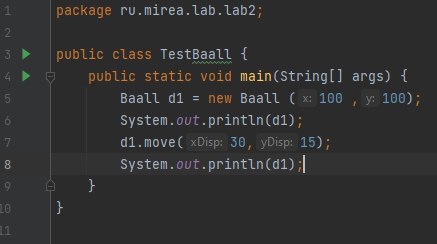 1 package ru.mirea.lab.lab2;
2
3 public class TestBaall {
4 public static void main(String[] args) {
5 Baall d1 = new Baall ( x: 100 , y: 100);
6 System.out.println(d1);
7 d1.move( xDisp: 30, yDisp: 15);
8 System.out.println(d1);
9 }
10 }
11